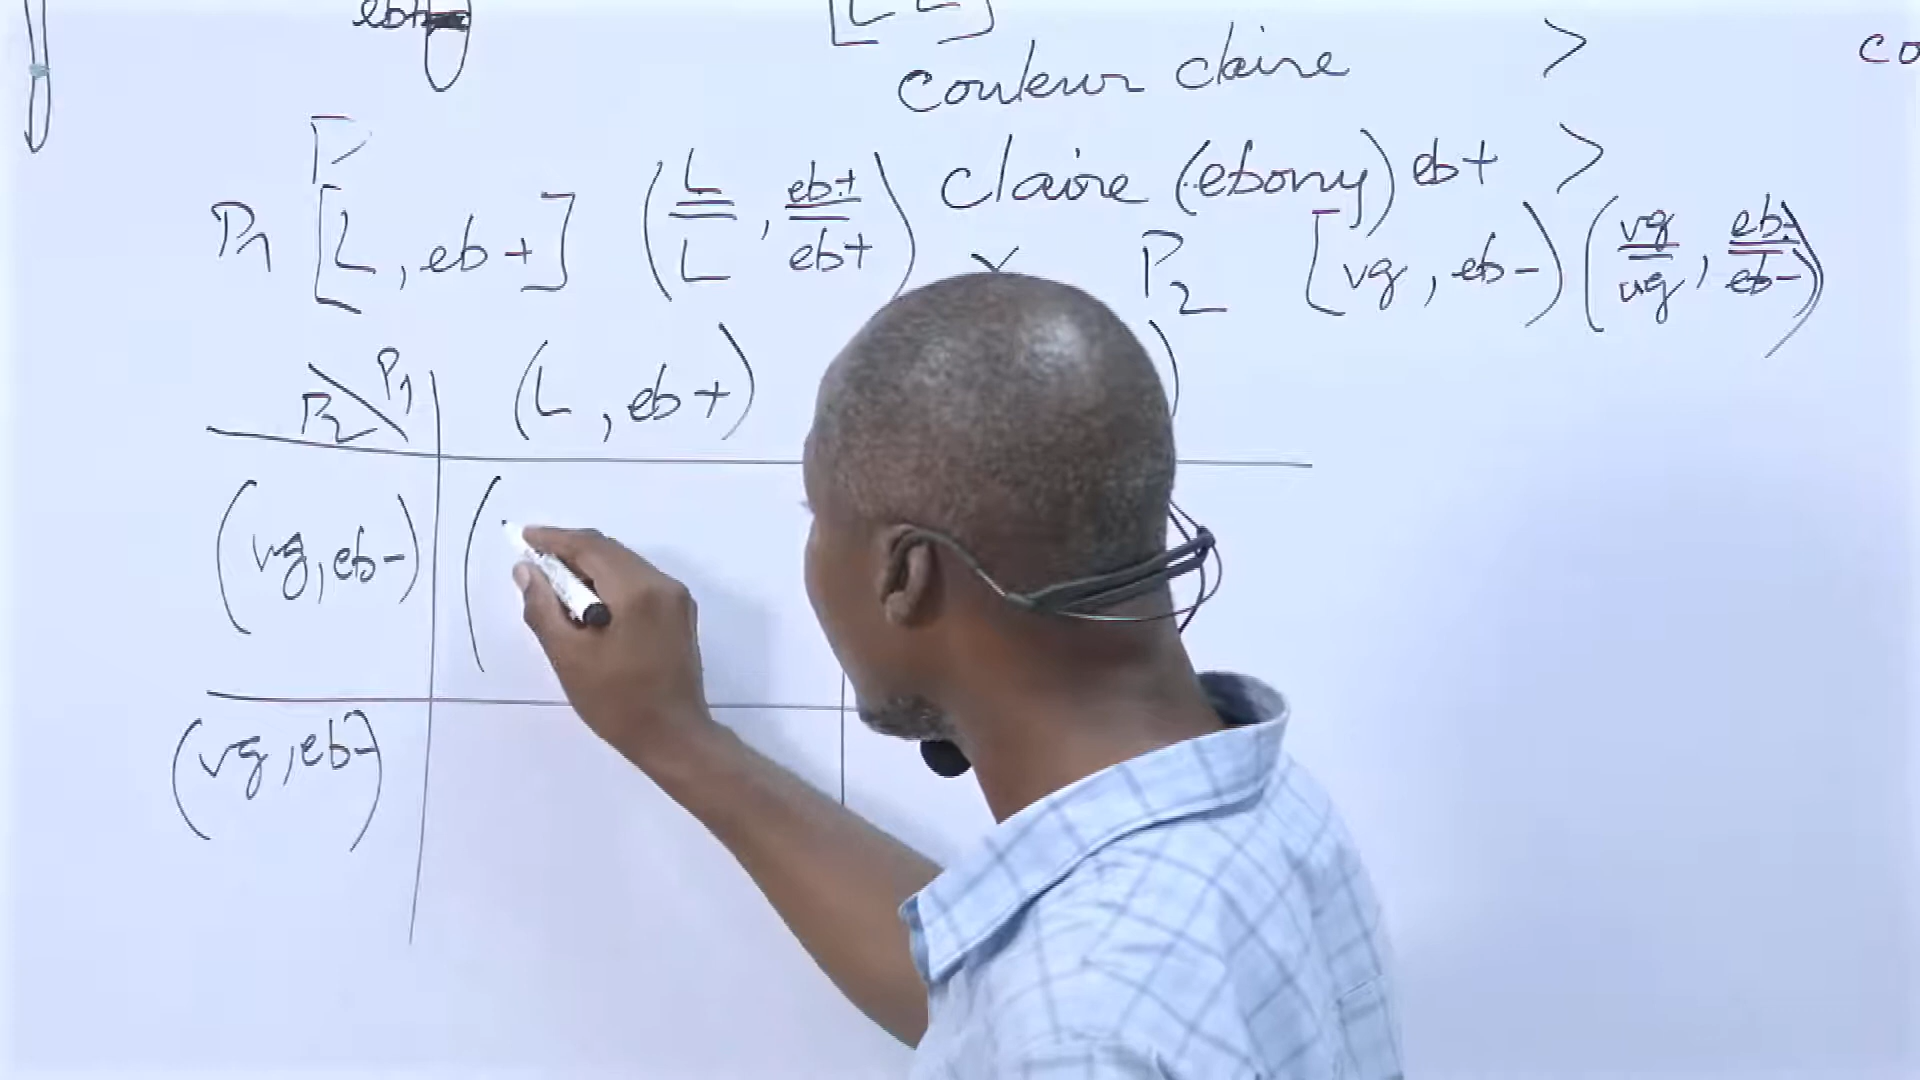 couleur claire > co
P claire (ebony) eb+ >
P1 [L, eb+] (L/L, eb+/eb+) x P2 [vg, eb-) (vg/vg, eb-/eb-)
P2 \ P1 (L, eb+) )
(vg, eb-) (
(vg, eb-)